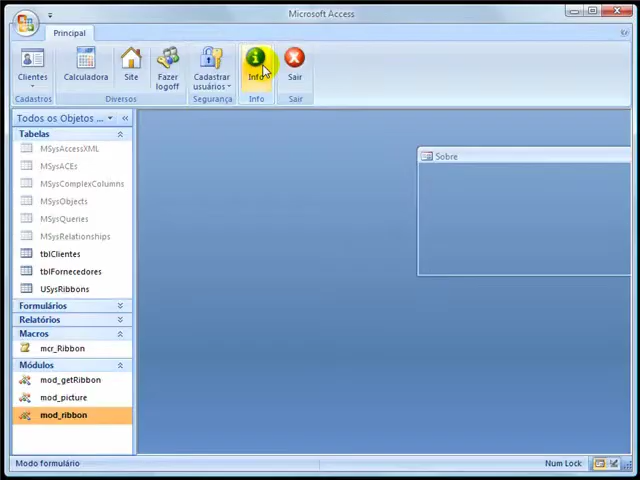 Microsoft Access
Principal
Clientes
Calculadora
Site
Fazer logoff
Cadastrar usuários
Info
Sair
Cadastros
Diversos
Segurança
Info
Sair
Todos os Objetos ...
Tabelas
MSysAccessXML
MSysACEs
MSysComplexColumns
MSysObjects
MSysQueries
MSysRelationships
tblClientes
tblFornecedores
USysRibbons
Formulários
Relatórios
Macros
mcr_Ribbon
Módulos
mod_getRibbon
mod_picture
mod_ribbon
Sobre
Modo formulário
Num Lock